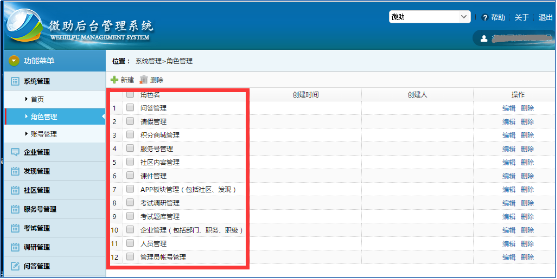 微助后台管理系统
WEIZHUPU MANAGEMENT SYSTEM
微助
帮助 关于 退出
功能菜单
位置： 系统管理>角色管理
系统管理
首页
角色管理
账号管理
企业管理
发现管理
社区管理
服务号管理
考试管理
调研管理
问答管理
新建 删除
角色名 创建时间 创建人 操作
1 问答管理 编辑 删除
2 请假管理 编辑 删除
3 积分商城管理 编辑 删除
4 服务号管理 编辑 删除
5 社区内容管理 编辑 删除
6 课件管理 编辑 删除
7 APP板块管理（包括社区、发现） 编辑 删除
8 考试调研管理 编辑 删除
9 考试题库管理 编辑 删除
10 企业管理（包括部门、职务、职级） 编辑 删除
11 人员管理 编辑 删除
12 管理员帐号管理 编辑 删除